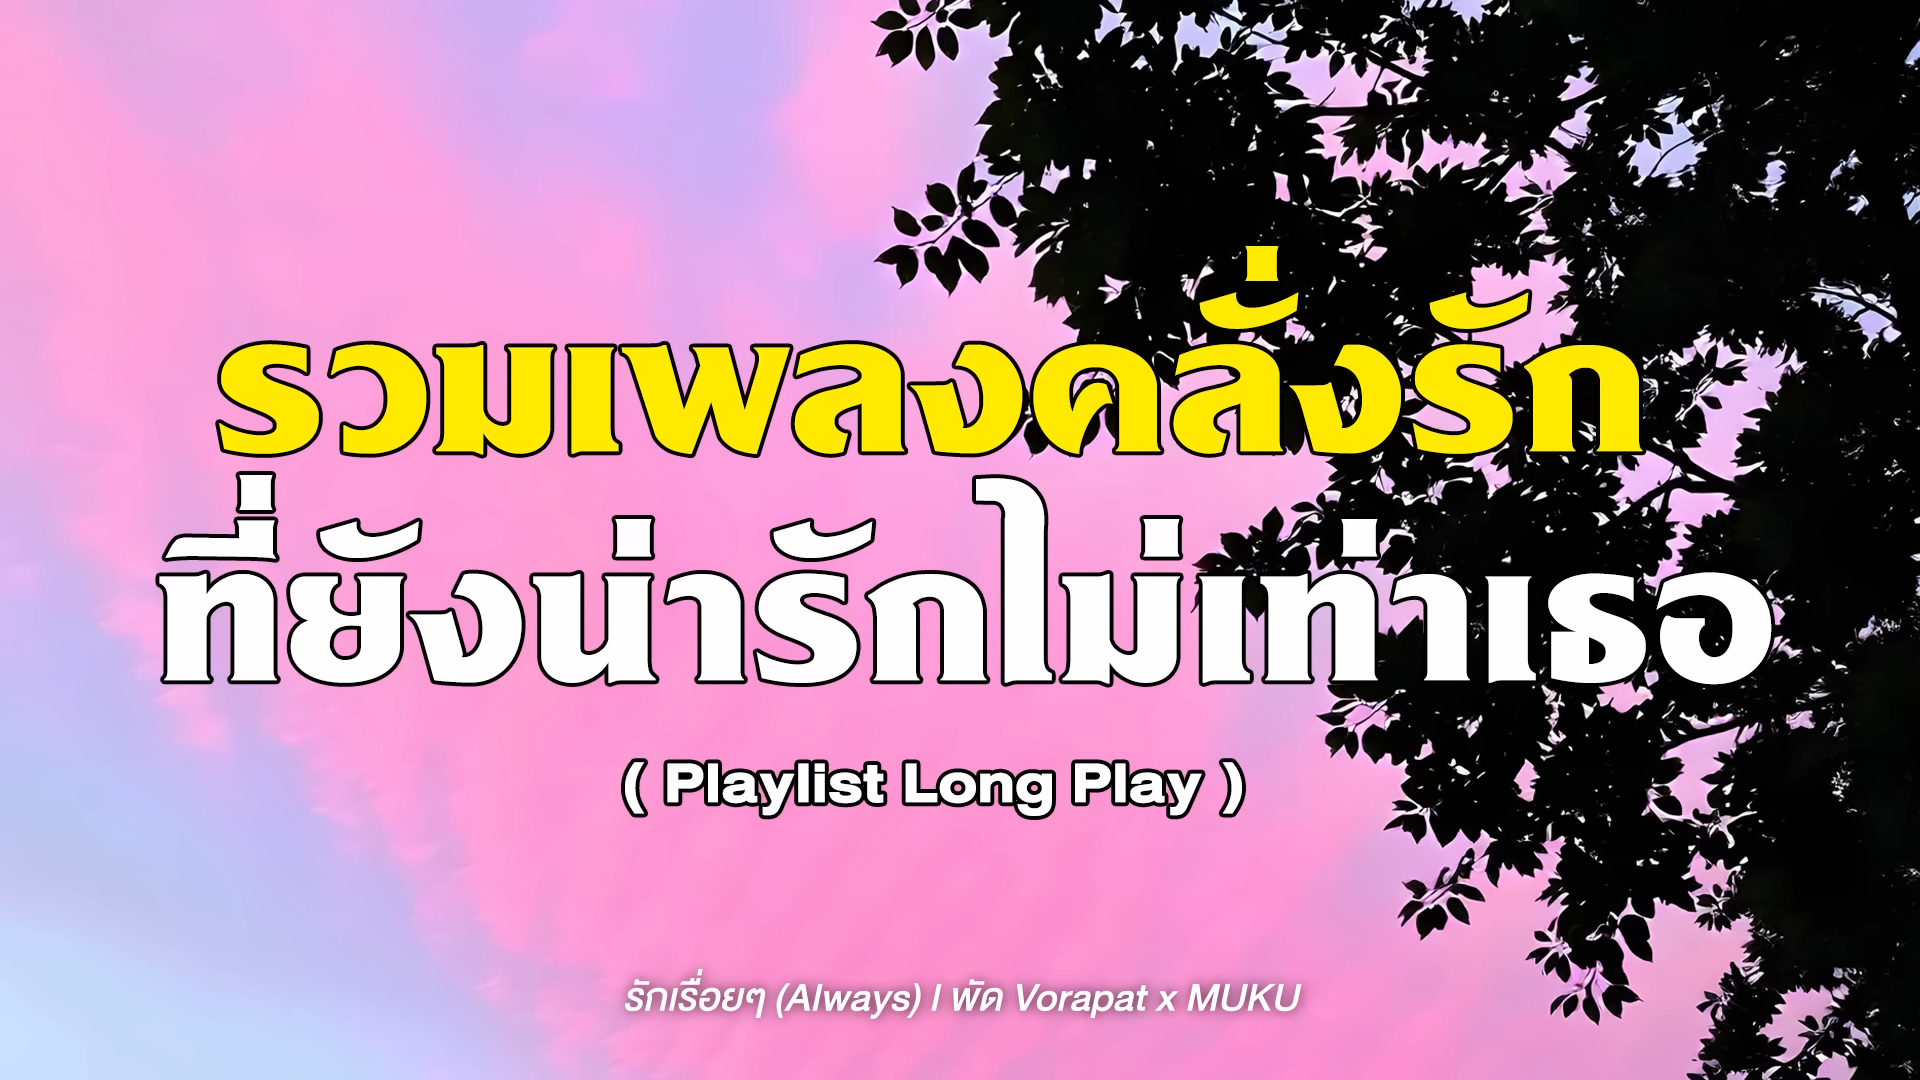 รวมเพลงคลั่งรัก
ที่ยังน่ารักไม่เท่าเธอ
( Playlist Long Play )
รักเรื่อยๆ (Always) l พัด Vorapat x MUKU